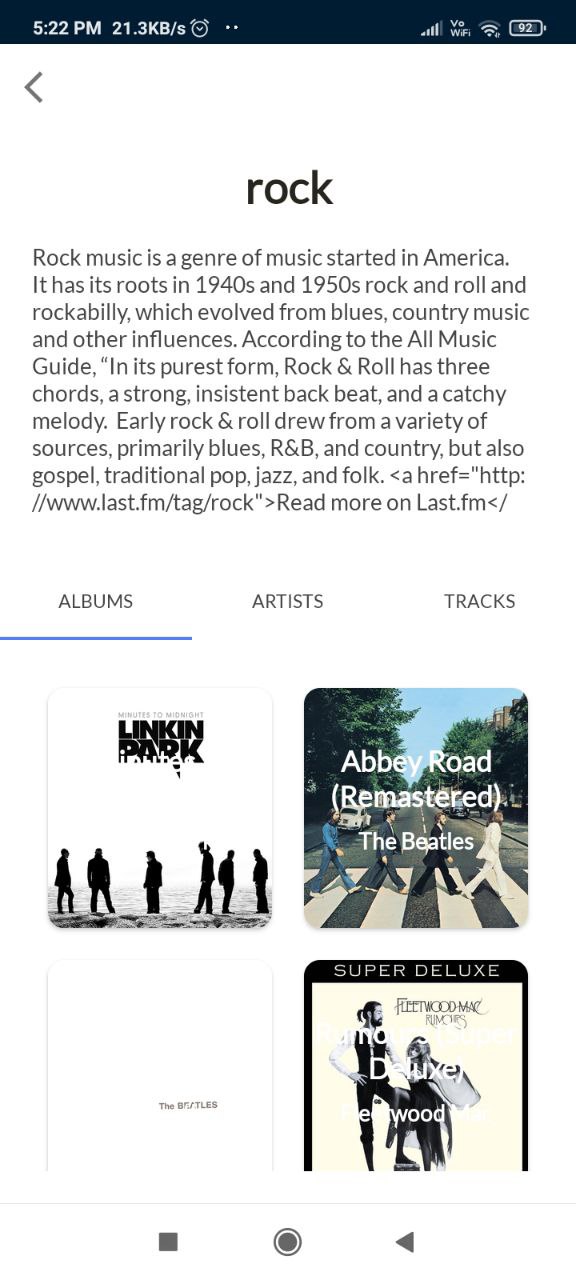 5:22 PM 21.3KB/s
Vo
WiFi
92
rock
Rock music is a genre of music started in America.
It has its roots in 1940s and 1950s rock and roll and
rockabilly, which evolved from blues, country music
and other influences. According to the All Music
Guide, “In its purest form, Rock & Roll has three
chords, a strong, insistent back beat, and a catchy
melody.  Early rock & roll drew from a variety of
sources, primarily blues, R&B, and country, but also
gospel, traditional pop, jazz, and folk. <a href="http:
//www.last.fm/tag/rock">Read more on Last.fm</
ALBUMS ARTISTS TRACKS
MINUTES TO MIDNIGHT
LINKIN
PARK
Abbey Road
(Remastered)
The Beatles
The BEATLES
SUPER DELUXE
FLEETWOOD MAC
RUMOURS
Rumours (Super
Deluxe)
Fleetwood Mac